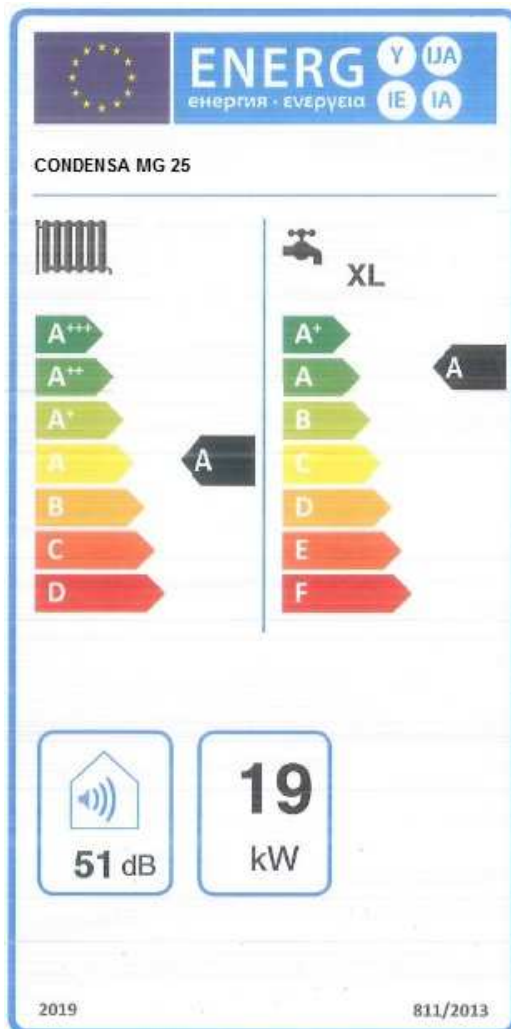 ENERG Y IJA
енергия · ενεργεια IE IA
CONDENSA MG 25
XL
A+++
A++
A+
A
B
C
D
A
A+
A
B
C
D
E
F
A
51 dB
19
kW
2019
811/2013